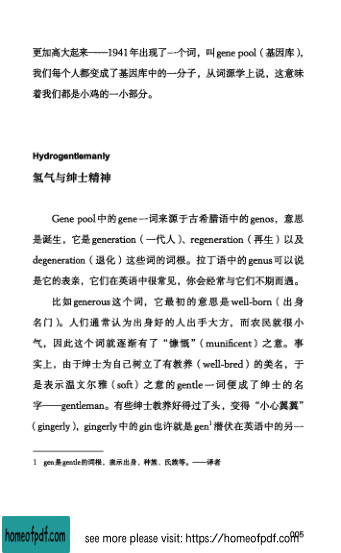 更加高大起来——1941年出现了一个词，叫gene pool（基因库），
我们每个人都变成了基因库中的一分子，从词源学上说，这意味
着我们都是小鸡的一小部分。
Hydrogentlemanly
氢气与绅士精神
Gene pool中的gene一词来源于古希腊语中的genos，意思
是诞生，它是generation（一代人）、regeneration（再生）以及
degeneration（退化）这些词的词根。拉丁语中的genus可以说
是它的表亲，它们在英语中很常见，你会经常与它们不期而遇。
比如generous这个词，它最初的意思是well-born（出身
名门）。人们通常认为出身好的人出手大方，而农民就很小
气，因此这个词就逐渐有了“慷慨”（munificent）之意。事
实上，由于绅士为自己树立了有教养（well-bred）的美名，于
是表示温文尔雅（soft）之意的gentle一词便成了绅士的名
字——gentleman。有些绅士教养好得过了头，变得“小心翼翼”
（gingerly），gingerly中的gin也许就是gen1潜伏在英语中的另一
1 gen是gentle的词根，表示出身、种族、氏族等。——译者
005
homeofpdf.com
see more please visit: https://homeofpdf.com